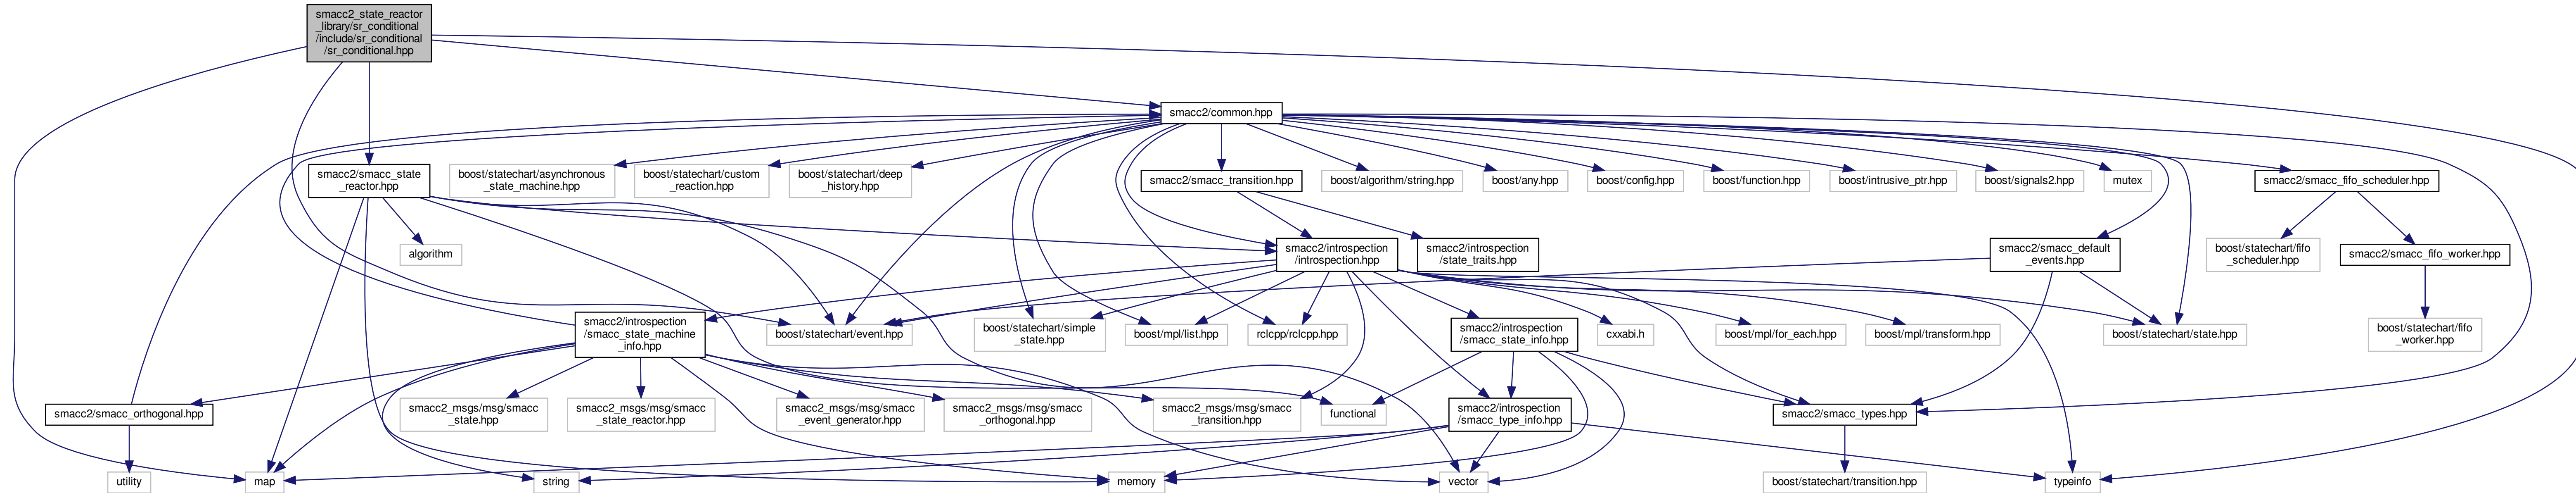 smacc2_state_reactor
_library/sr_conditional
/include/sr_conditional
/sr_conditional.hpp
smacc2/common.hpp
smacc2/smacc_state
_reactor.hpp
boost/statechart/asynchronous
_state_machine.hpp
boost/statechart/custom
_reaction.hpp
boost/statechart/deep
_history.hpp
smacc2/smacc_transition.hpp
boost/algorithm/string.hpp
boost/any.hpp
boost/config.hpp
boost/function.hpp
boost/intrusive_ptr.hpp
boost/signals2.hpp
mutex
smacc2/smacc_fifo_scheduler.hpp
algorithm
smacc2/introspection
/introspection.hpp
smacc2/introspection
/state_traits.hpp
smacc2/smacc_default
_events.hpp
boost/statechart/fifo
_scheduler.hpp
smacc2/smacc_fifo_worker.hpp
smacc2/introspection
/smacc_state_machine
_info.hpp
boost/statechart/event.hpp
boost/statechart/simple
_state.hpp
boost/mpl/list.hpp
rclcpp/rclcpp.hpp
smacc2/introspection
/smacc_state_info.hpp
cxxabi.h
boost/mpl/for_each.hpp
boost/mpl/transform.hpp
boost/statechart/state.hpp
boost/statechart/fifo
_worker.hpp
smacc2/smacc_orthogonal.hpp
smacc2_msgs/msg/smacc
_state.hpp
smacc2_msgs/msg/smacc
_state_reactor.hpp
smacc2_msgs/msg/smacc
_event_generator.hpp
smacc2_msgs/msg/smacc
_orthogonal.hpp
smacc2_msgs/msg/smacc
_transition.hpp
functional
smacc2/introspection
/smacc_type_info.hpp
smacc2/smacc_types.hpp
utility
map
string
memory
vector
boost/statechart/transition.hpp
typeinfo